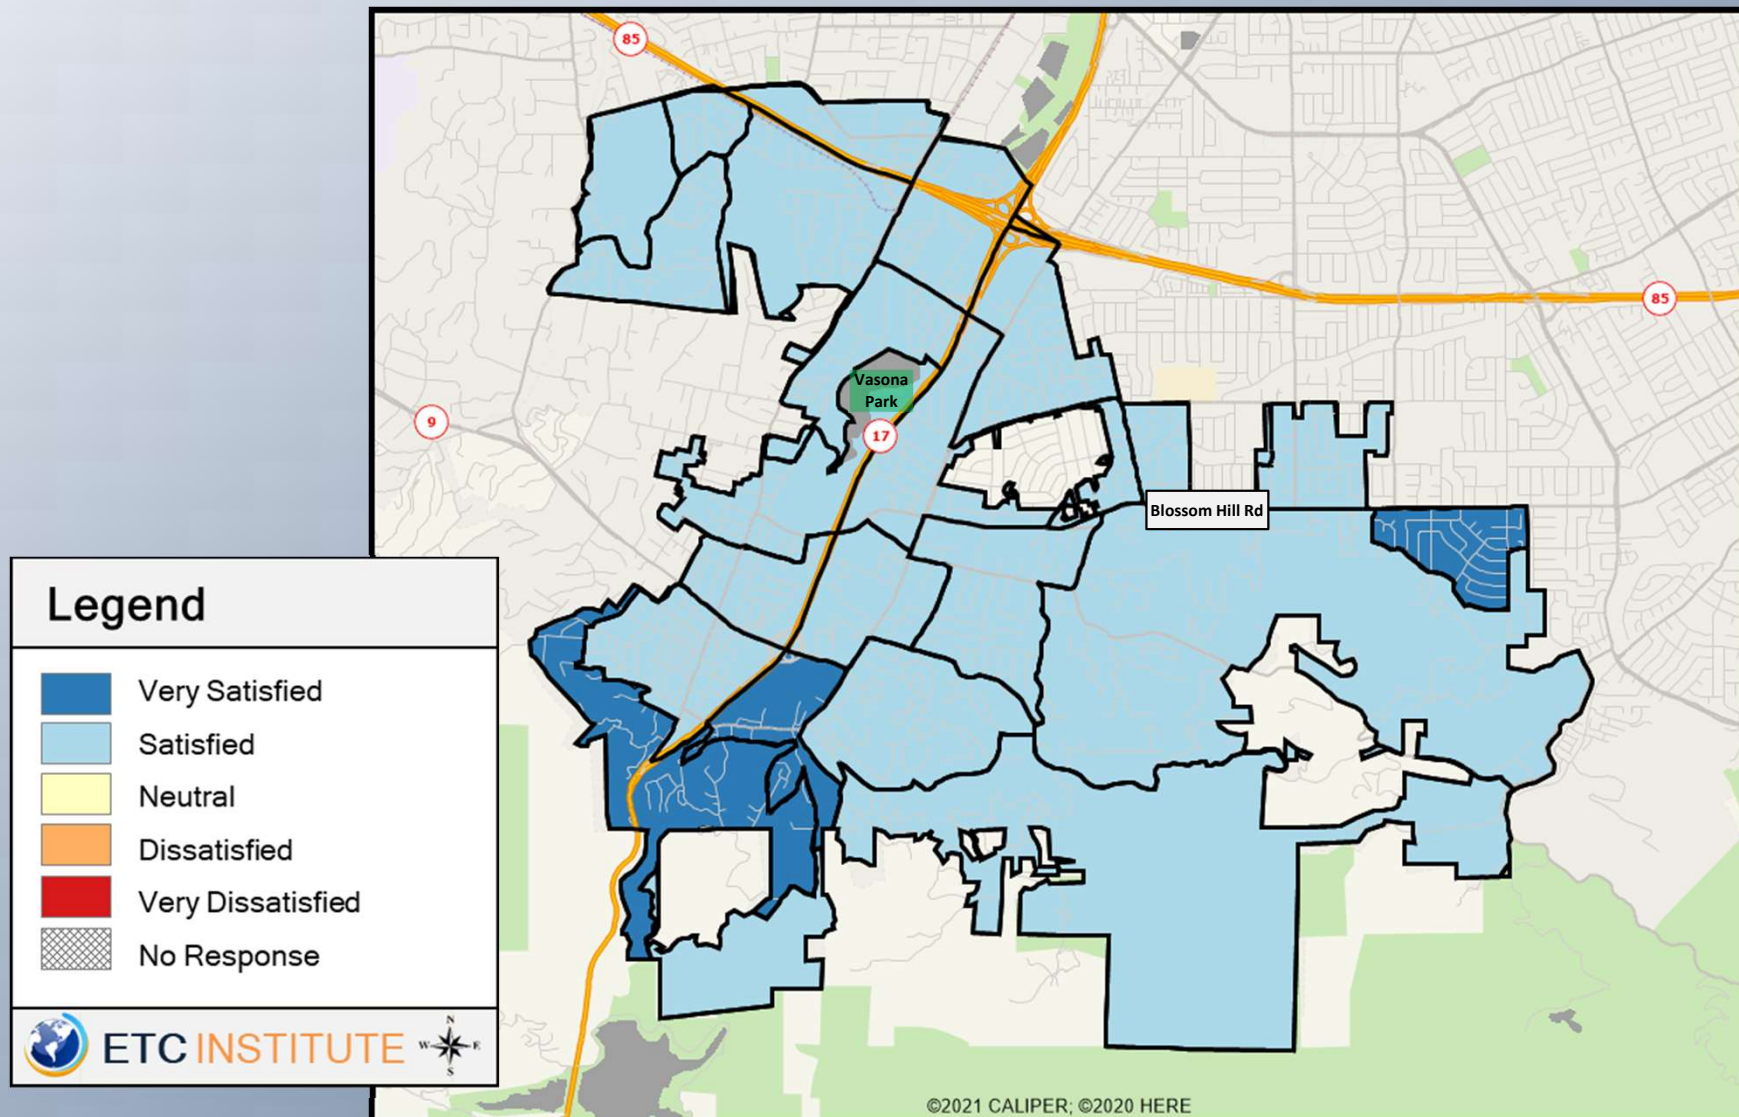 85
85
9
Vasona
Park
17
Blossom Hill Rd
Legend
Very Satisfied
Satisfied
Neutral
Dissatisfied
Very Dissatisfied
No Response
ETC INSTITUTE
N
W E
S
©2021 CALIPER; ©2020 HERE